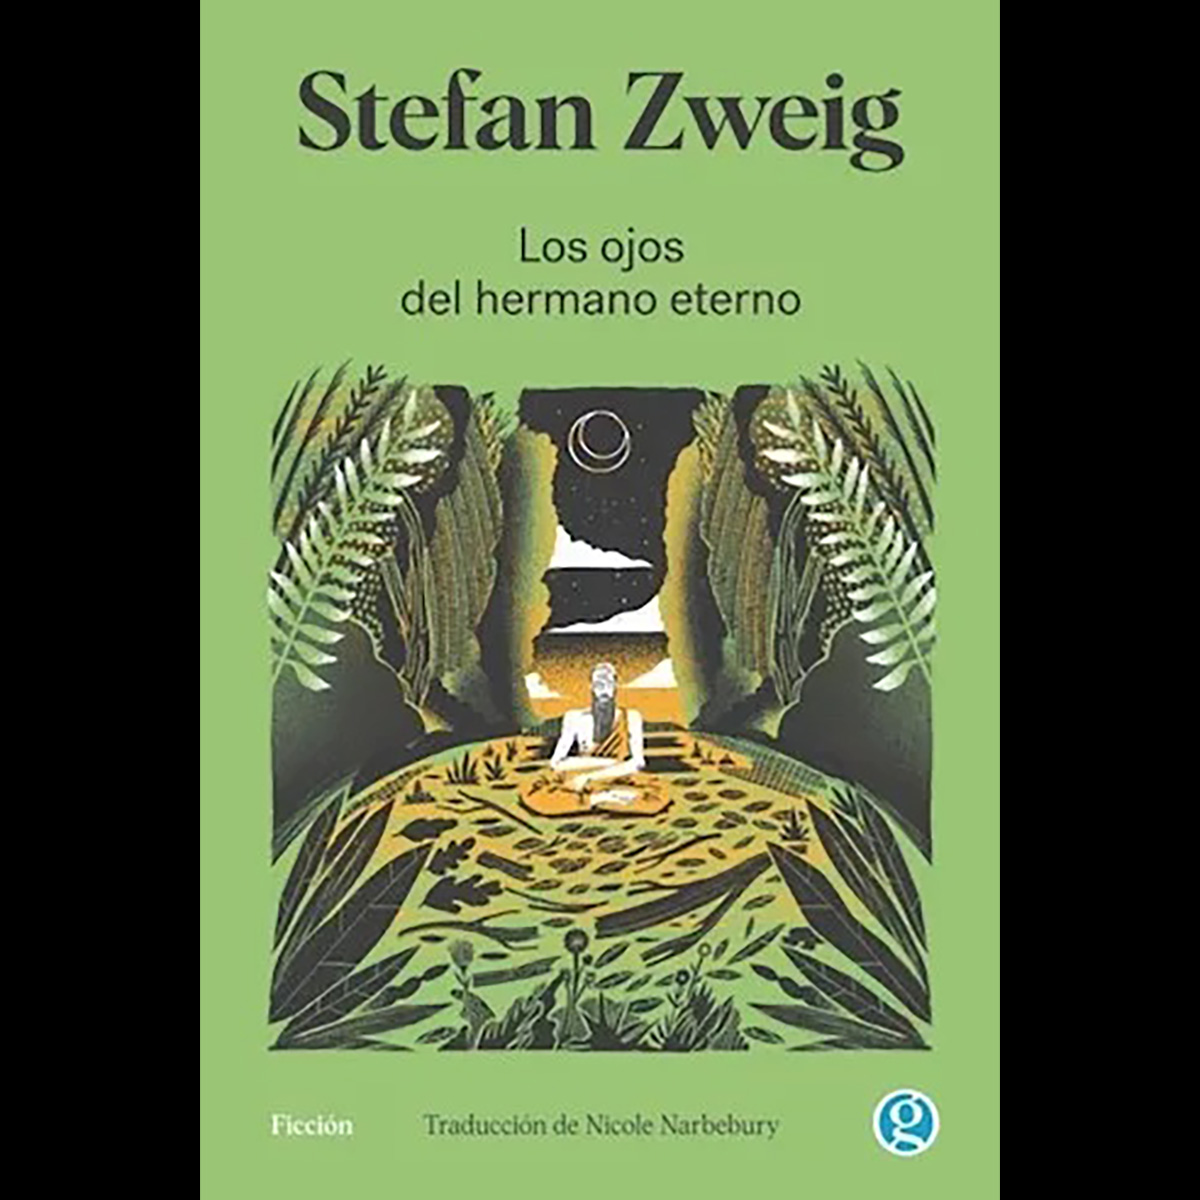 Stefan Zweig
Los ojos
del hermano eterno
Ficción
Traducción de Nicole Narbebury
g